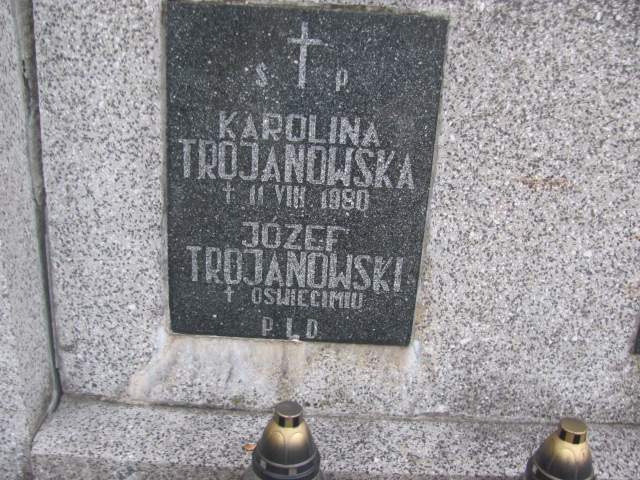 Ś P
KAROLINA
TROJANOWSKA
† 11 VIII 1980
JÓZEF
TROJANOWSKI
† OŚWIĘCIMIU
P L D